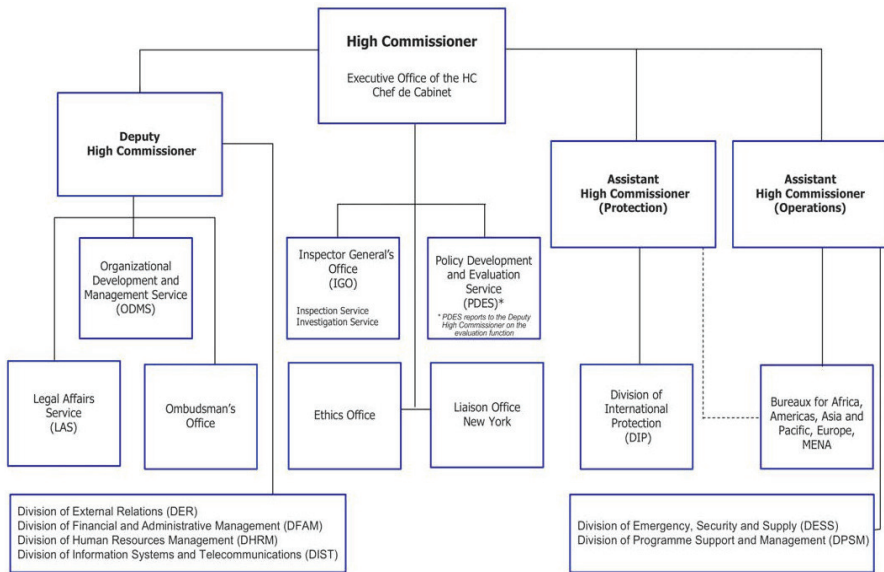 High Commissioner
Executive Office of the HC
Chef de Cabinet
Deputy
High Commissioner
Assistant
High Commissioner
(Protection)
Assistant
High Commissioner
(Operations)
Organizational
Development and
Management Service
(ODMS)
Inspector General's
Office
(IGO)
Inspection Service
Investigation Service
Policy Development
and Evaluation
Service
(PDES)*
* PDES reports to the Deputy
High Commissioner on the
evaluation function
Legal Affairs
Service
(LAS)
Ombudsman's
Office
Ethics Office
Liaison Office
New York
Division of
International
Protection
(DIP)
Bureaux for Africa,
Americas, Asia and
Pacific, Europe,
MENA
Division of External Relations (DER)
Division of Financial and Administrative Management (DFAM)
Division of Human Resources Management (DHRM)
Division of Information Systems and Telecommunications (DIST)
Division of Emergency, Security and Supply (DESS)
Division of Programme Support and Management (DPSM)